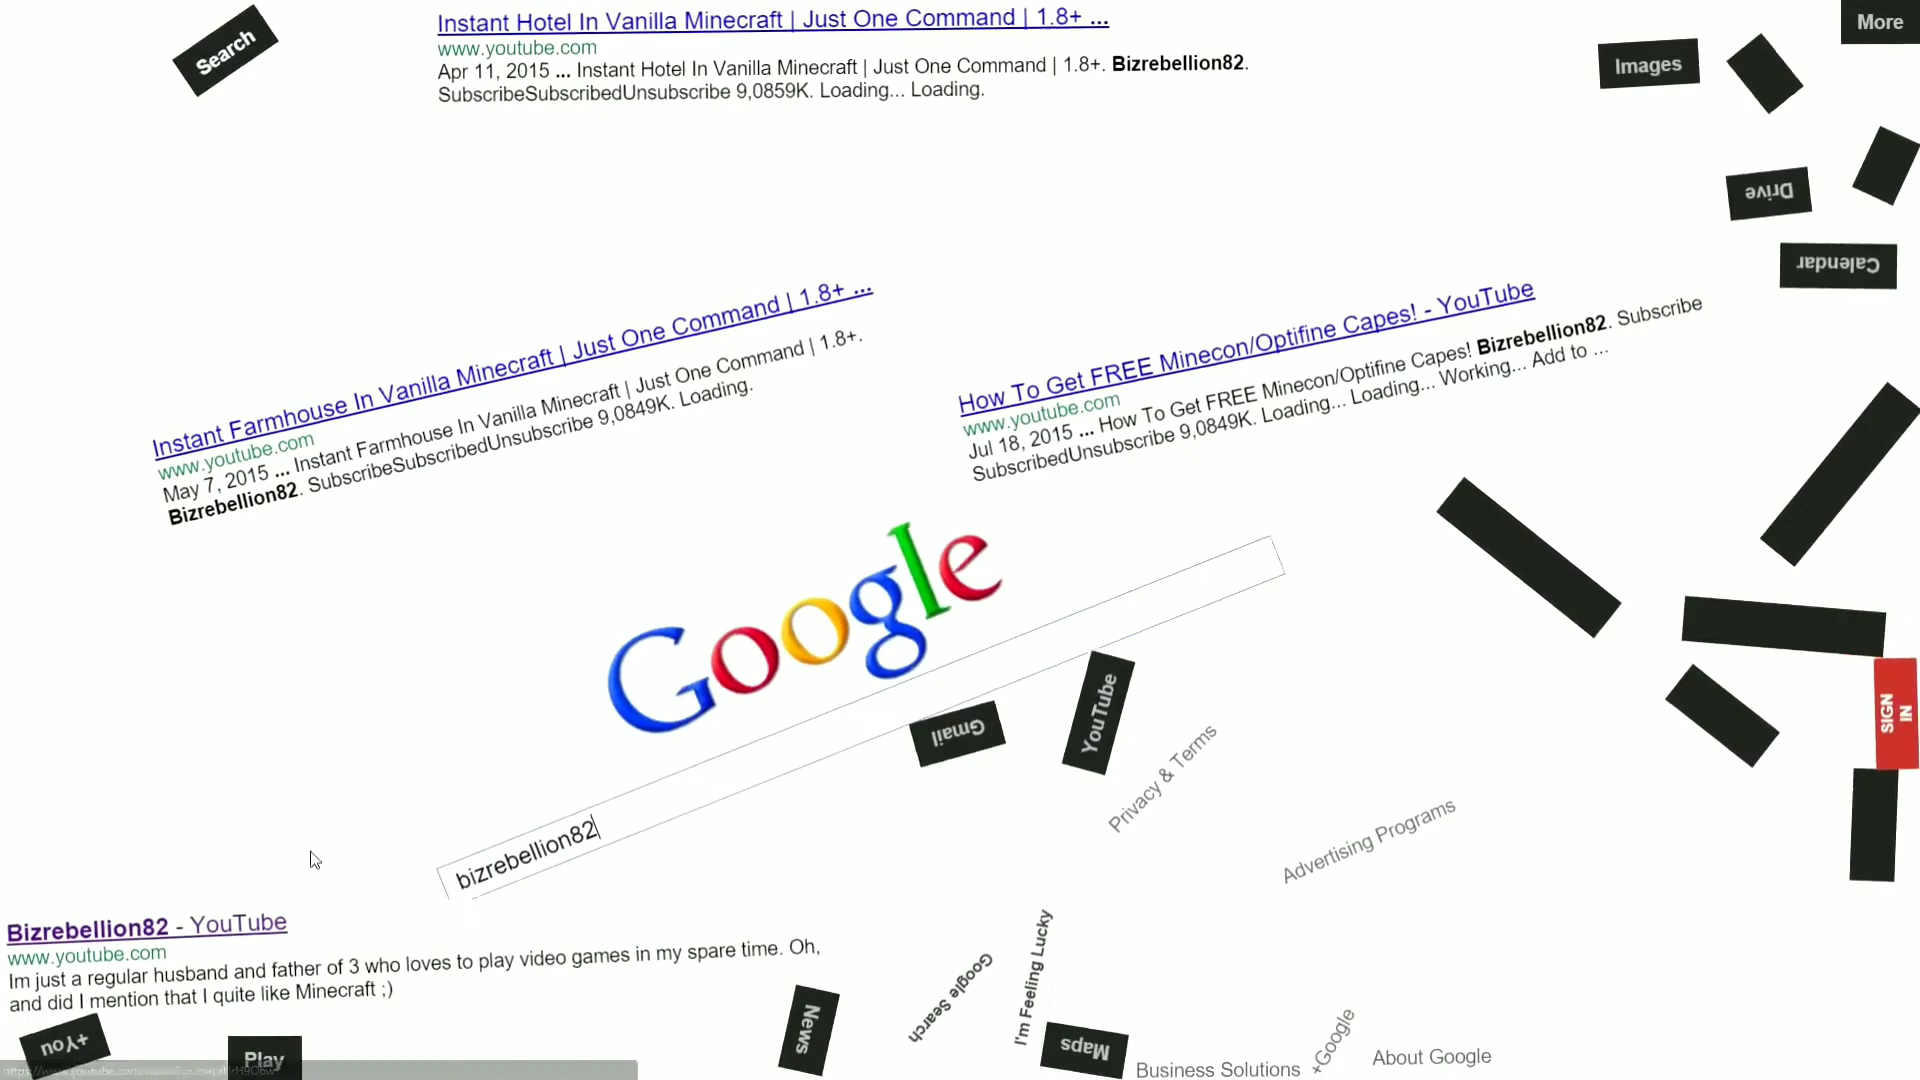 Search
Instant Hotel In Vanilla Minecraft | Just One Command | 1.8+ ...
www.youtube.com
Apr 11, 2015 ... Instant Hotel In Vanilla Minecraft | Just One Command | 1.8+. Bizrebellion82.
SubscribeSubscribedUnsubscribe 9,0859K. Loading... Loading.
More
Images
Drive
Calendar
Instant Farmhouse In Vanilla Minecraft | Just One Command | 1.8+ ...
www.youtube.com
May 7, 2015 ... Instant Farmhouse In Vanilla Minecraft | Just One Command | 1.8+.
Bizrebellion82. SubscribeSubscribedUnsubscribe 9,0849K. Loading.
How To Get FREE Minecon/Optifine Capes! - YouTube
www.youtube.com
Jul 18, 2015 ... How To Get FREE Minecon/Optifine Capes! Bizrebellion82. Subscribe
SubscribedUnsubscribe 9,0849K. Loading... Loading... Working... Add to ...
Google
bizrebellion82
Gmail
YouTube
SIGN
IN
Privacy & Terms
Advertising Programs
Bizrebellion82 - YouTube
www.youtube.com
Im just a regular husband and father of 3 who loves to play video games in my spare time. Oh,
and did I mention that I quite like Minecraft ;)
+You
Play
News
Google Search
I'm Feeling Lucky
Maps
Business Solutions
+Google
About Google